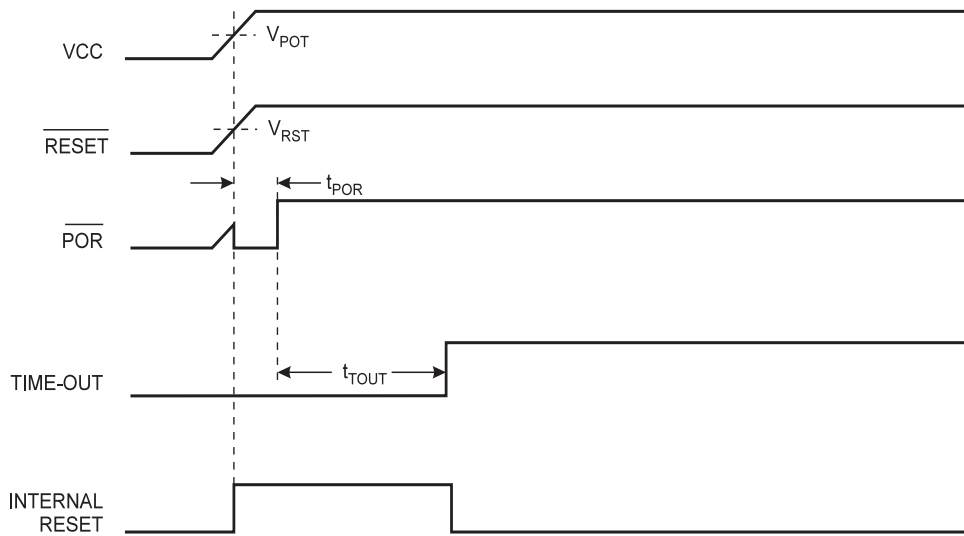 VCC
V_POT
RESET
V_RST
t_POR
POR
TIME-OUT
t_TOUT
INTERNAL
RESET